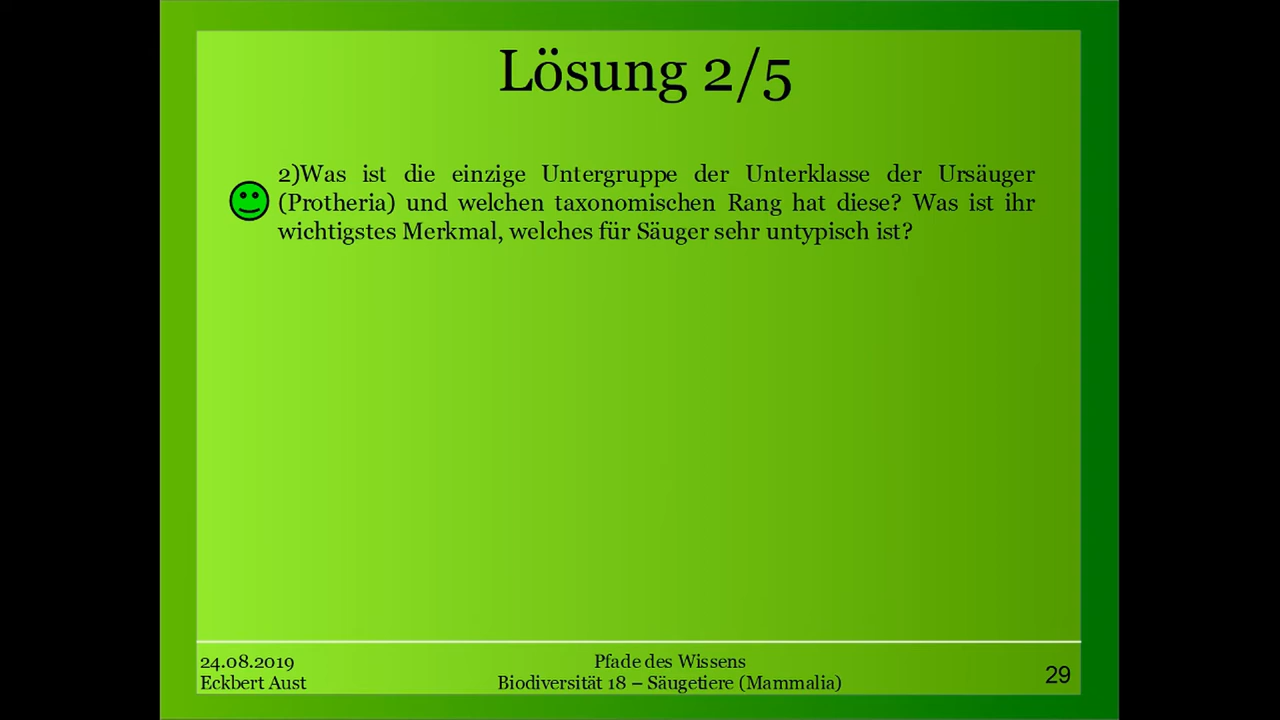 Lösung 2/5
2)Was ist die einzige Untergruppe der Unterklasse der Ursäuger
(Protheria) und welchen taxonomischen Rang hat diese? Was ist ihr
wichtigstes Merkmal, welches für Säuger sehr untypisch ist?
24.08.2019
Eckbert Aust
Pfade des Wissens
Biodiversität 18 – Säugetiere (Mammalia)
29